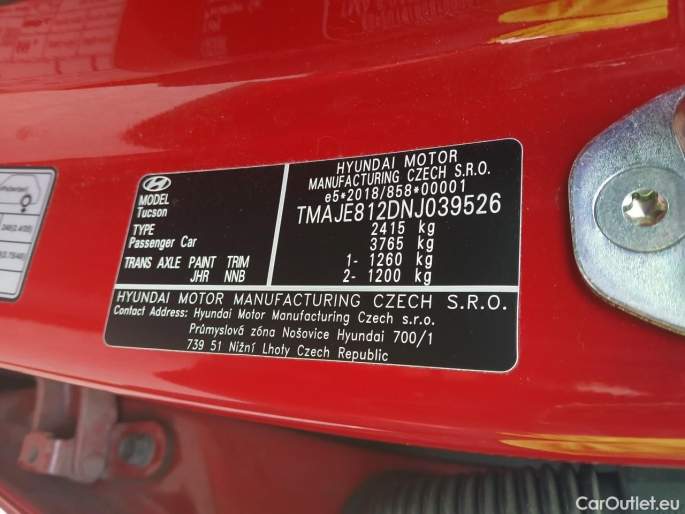 HYUNDAI MOTOR
MANUFACTURING CZECH S.R.O.
e5*2018/858*00001
TMAJE812DNJ039526
2415 kg
3765 kg
1- 1260 kg
2- 1200 kg
MODEL
Tucson
TYPE
Passenger Car
TRANS AXLE PAINT TRIM
JHR NNB
HYUNDAI MOTOR MANUFACTURING CZECH S.R.O.
Contact Address: Hyundai Motor Manufacturing Czech s.r.o.
Průmyslová zóna Nošovice Hyundai 700/1
739 51 Nižní Lhoty Czech Republic
CarOutlet.eu